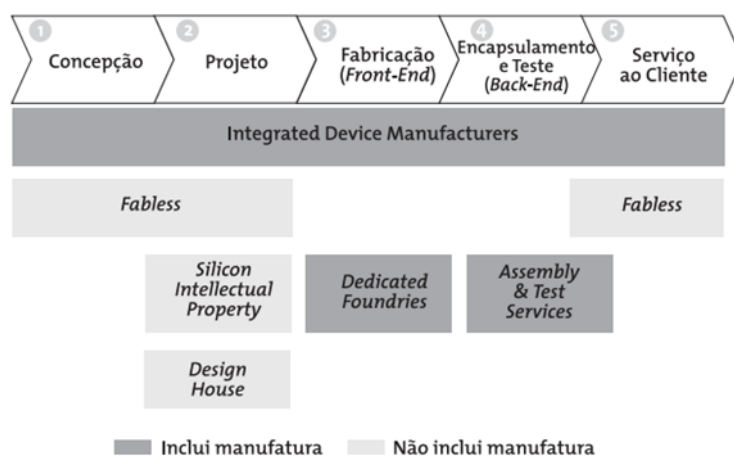 1
Concepção
2
Projeto
3
Fabricação
(Front-End)
4
Encapsulamento
e Teste
(Back-End)
5
Serviço
ao Cliente
Integrated Device Manufacturers
Fabless
Fabless
Silicon
Intellectual
Property
Dedicated
Foundries
Assembly
& Test
Services
Design
House
Inclui manufatura
Não inclui manufatura